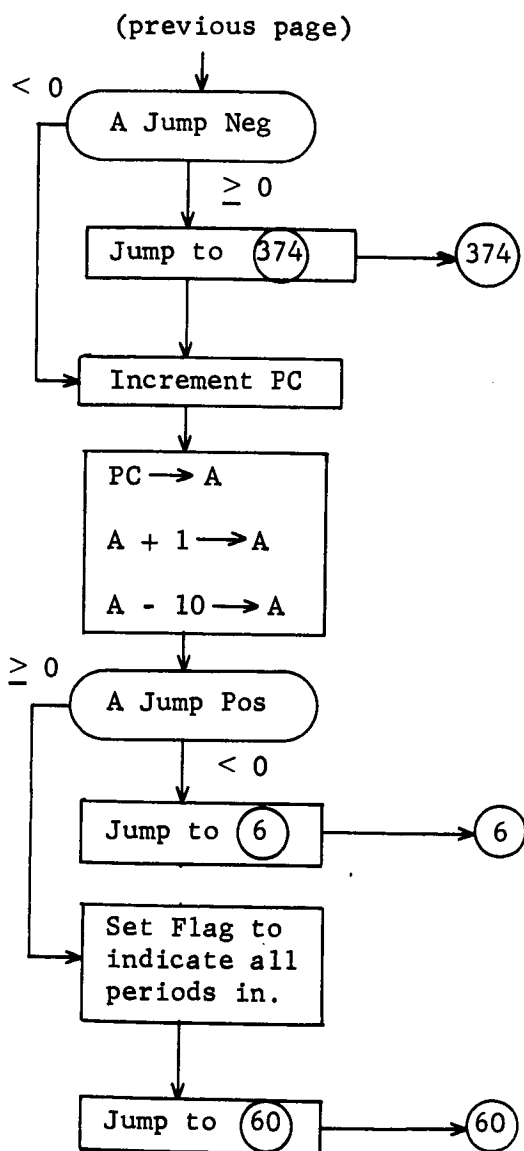 (previous page)
< 0
A Jump Neg
≥ 0
Jump to 374 374
Increment PC
PC → A
A + 1 → A
A - 10 → A
≥ 0
A Jump Pos
< 0
Jump to 6 6
Set Flag to
indicate all
periods in.
Jump to 60 60